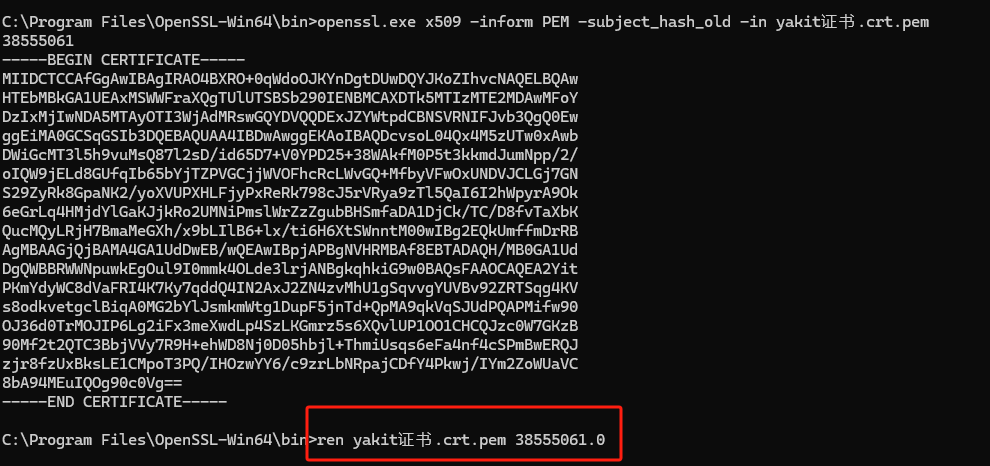 C:\Program Files\OpenSSL-Win64\bin>openssl.exe x509 -inform PEM -subject_hash_old -in yakit证书.crt.pem
38555061
-----BEGIN CERTIFICATE-----
MIIDCTCCAfGgAwIBAgIRAO4BXRO+0qWdoOJKYnDgtDUwDQYJKoZIhvcNAQELBQAw
HTEbMBkGA1UEAxMSWWFraXQgTUlUTSBSb290IENBMCAXDTk5MTIzMTE2MDAwMFoY
DzIxMjIwNDA5MTAyOTI3WjAdMRswGQYDVQQDExJZYWtpdCBNSVRNIFJvb3QgQ0Ew
ggEiMA0GCSqGSIb3DQEBAQUAA4IBDwAwggEKAoIBAQDcvsoL04Qx4M5zUTw0xAwb
DWiGcMT3l5h9vuMsQ87l2sD/id65D7+V0YPD25+38WAkfM0P5t3kkmdJumNpp/2/
oIQW9jELd8GUfqIb65bYjTZPVGCjjWVOFhcRcLWvGQ+MfbyVFwOxUNDVJCLGj7GN
S29ZyRk8GpaNK2/yoXVUPXHLFjyPxReRk798cJ5rVRya9zTl5QaI6I2hWpyrA9Ok
6eGrLq4HMjdYlGaKJjkRo2UMNiPmslWrZzZgubBHSmfaDA1DjCk/TC/D8fvTaXbK
QucMQyLRjH7BmaMeGXh/x9bLIlB6+lx/ti6H6XtSWnntM00wIBg2EQkUmffmDrRB
AgMBAAGjQjBAMA4GA1UdDwEB/wQEAwIBpjAPBgNVHRMBAf8EBTADAQH/MB0GA1Ud
DgQWBBRWWNpuwkEgOul9I0mmk4OLde3lrjANBgkqhkiG9w0BAQsFAAOCAQEA2Yit
PKmYdyWC8dVaFRI4K7Ky7qddQ4IN2AxJ2ZN4zvMhU1gSqvvgYUVBv92ZRTSqg4KV
s8odkvetgclBiqA0MG2bYlJsmkmWtg1DupF5jnTd+QpMA9qkVqSJUdPQAPMifw90
OJ36d0TrMOJIP6Lg2iFx3meXwdLp4SzLKGmrz5s6XQvlUP1OO1CHCQJzc0W7GKzB
90Mf2t2QTC3BbjVVy7R9H+ehWD8Nj0D05hbjl+ThmiUsqs6eFa4nf4cSPmBwERQJ
zjr8fzUxBksLE1CMpoT3PQ/IHOzwYY6/c9zrLbNRpajCDfY4Pkwj/IYm2ZoWUaVC
8bA94MEuIQOg90c0Vg==
-----END CERTIFICATE-----
C:\Program Files\OpenSSL-Win64\bin>ren yakit证书.crt.pem 38555061.0